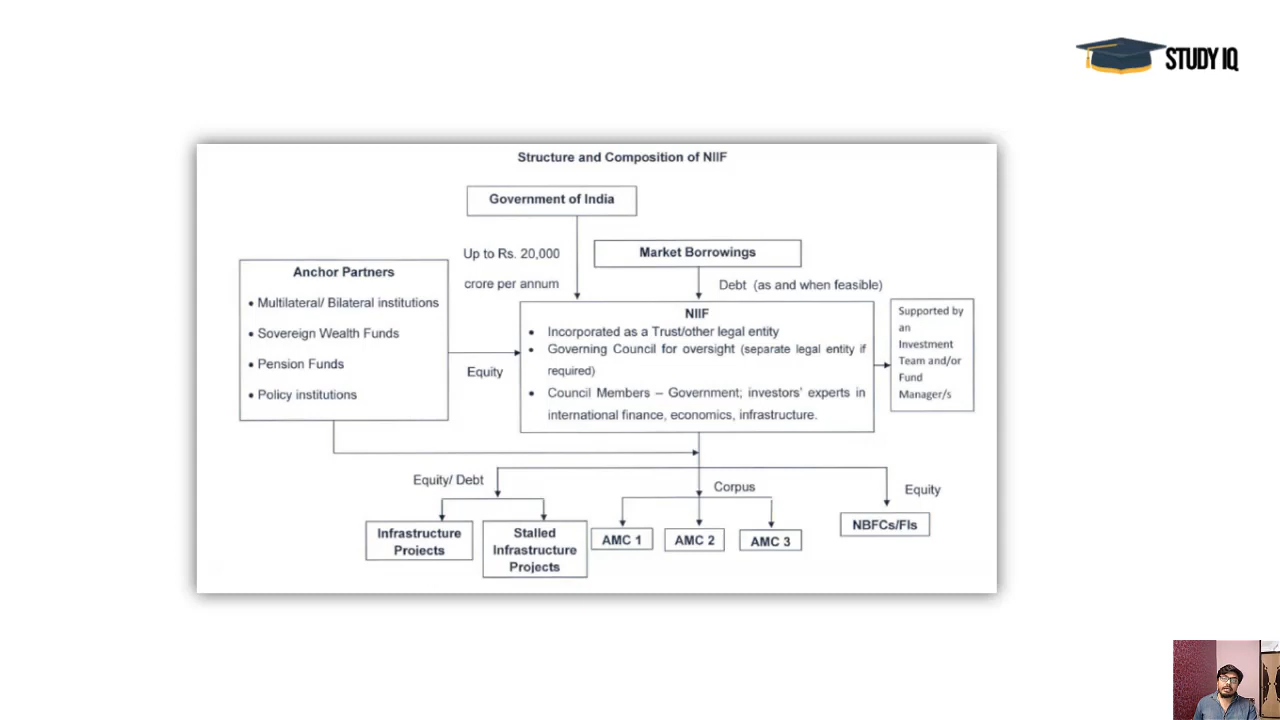 STUDY IQ
Structure and Composition of NIIF
Government of India
Up to Rs. 20,000
crore per annum
Market Borrowings
Debt (as and when feasible)
Anchor Partners
• Multilateral/ Bilateral institutions
• Sovereign Wealth Funds
• Pension Funds
• Policy institutions
Equity
NIIF
• Incorporated as a Trust/other legal entity
• Governing Council for oversight (separate legal entity if
required)
• Council Members – Government; investors' experts in
international finance, economics, infrastructure.
Supported by
an
Investment
Team and/or
Fund
Manager/s
Equity/ Debt
Corpus
Equity
Infrastructure
Projects
Stalled
Infrastructure
Projects
AMC 1
AMC 2
AMC 3
NBFCs/FIs